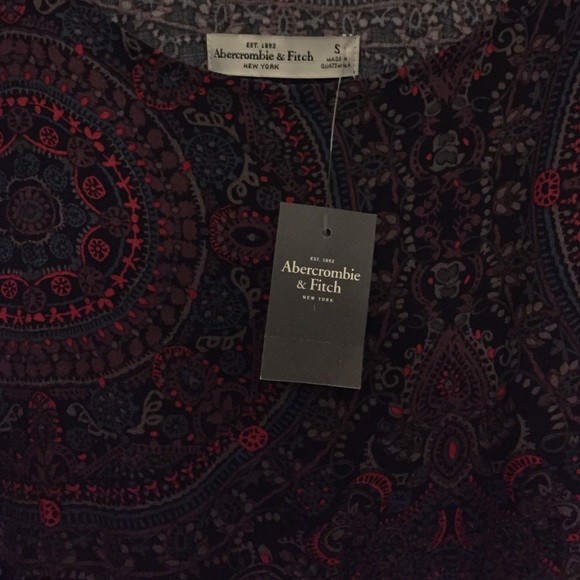 EST. 1892
Abercrombie & Fitch
NEW YORK
S
MADE IN
GUATEMALA
EST. 1892
Abercrombie
& Fitch
NEW YORK